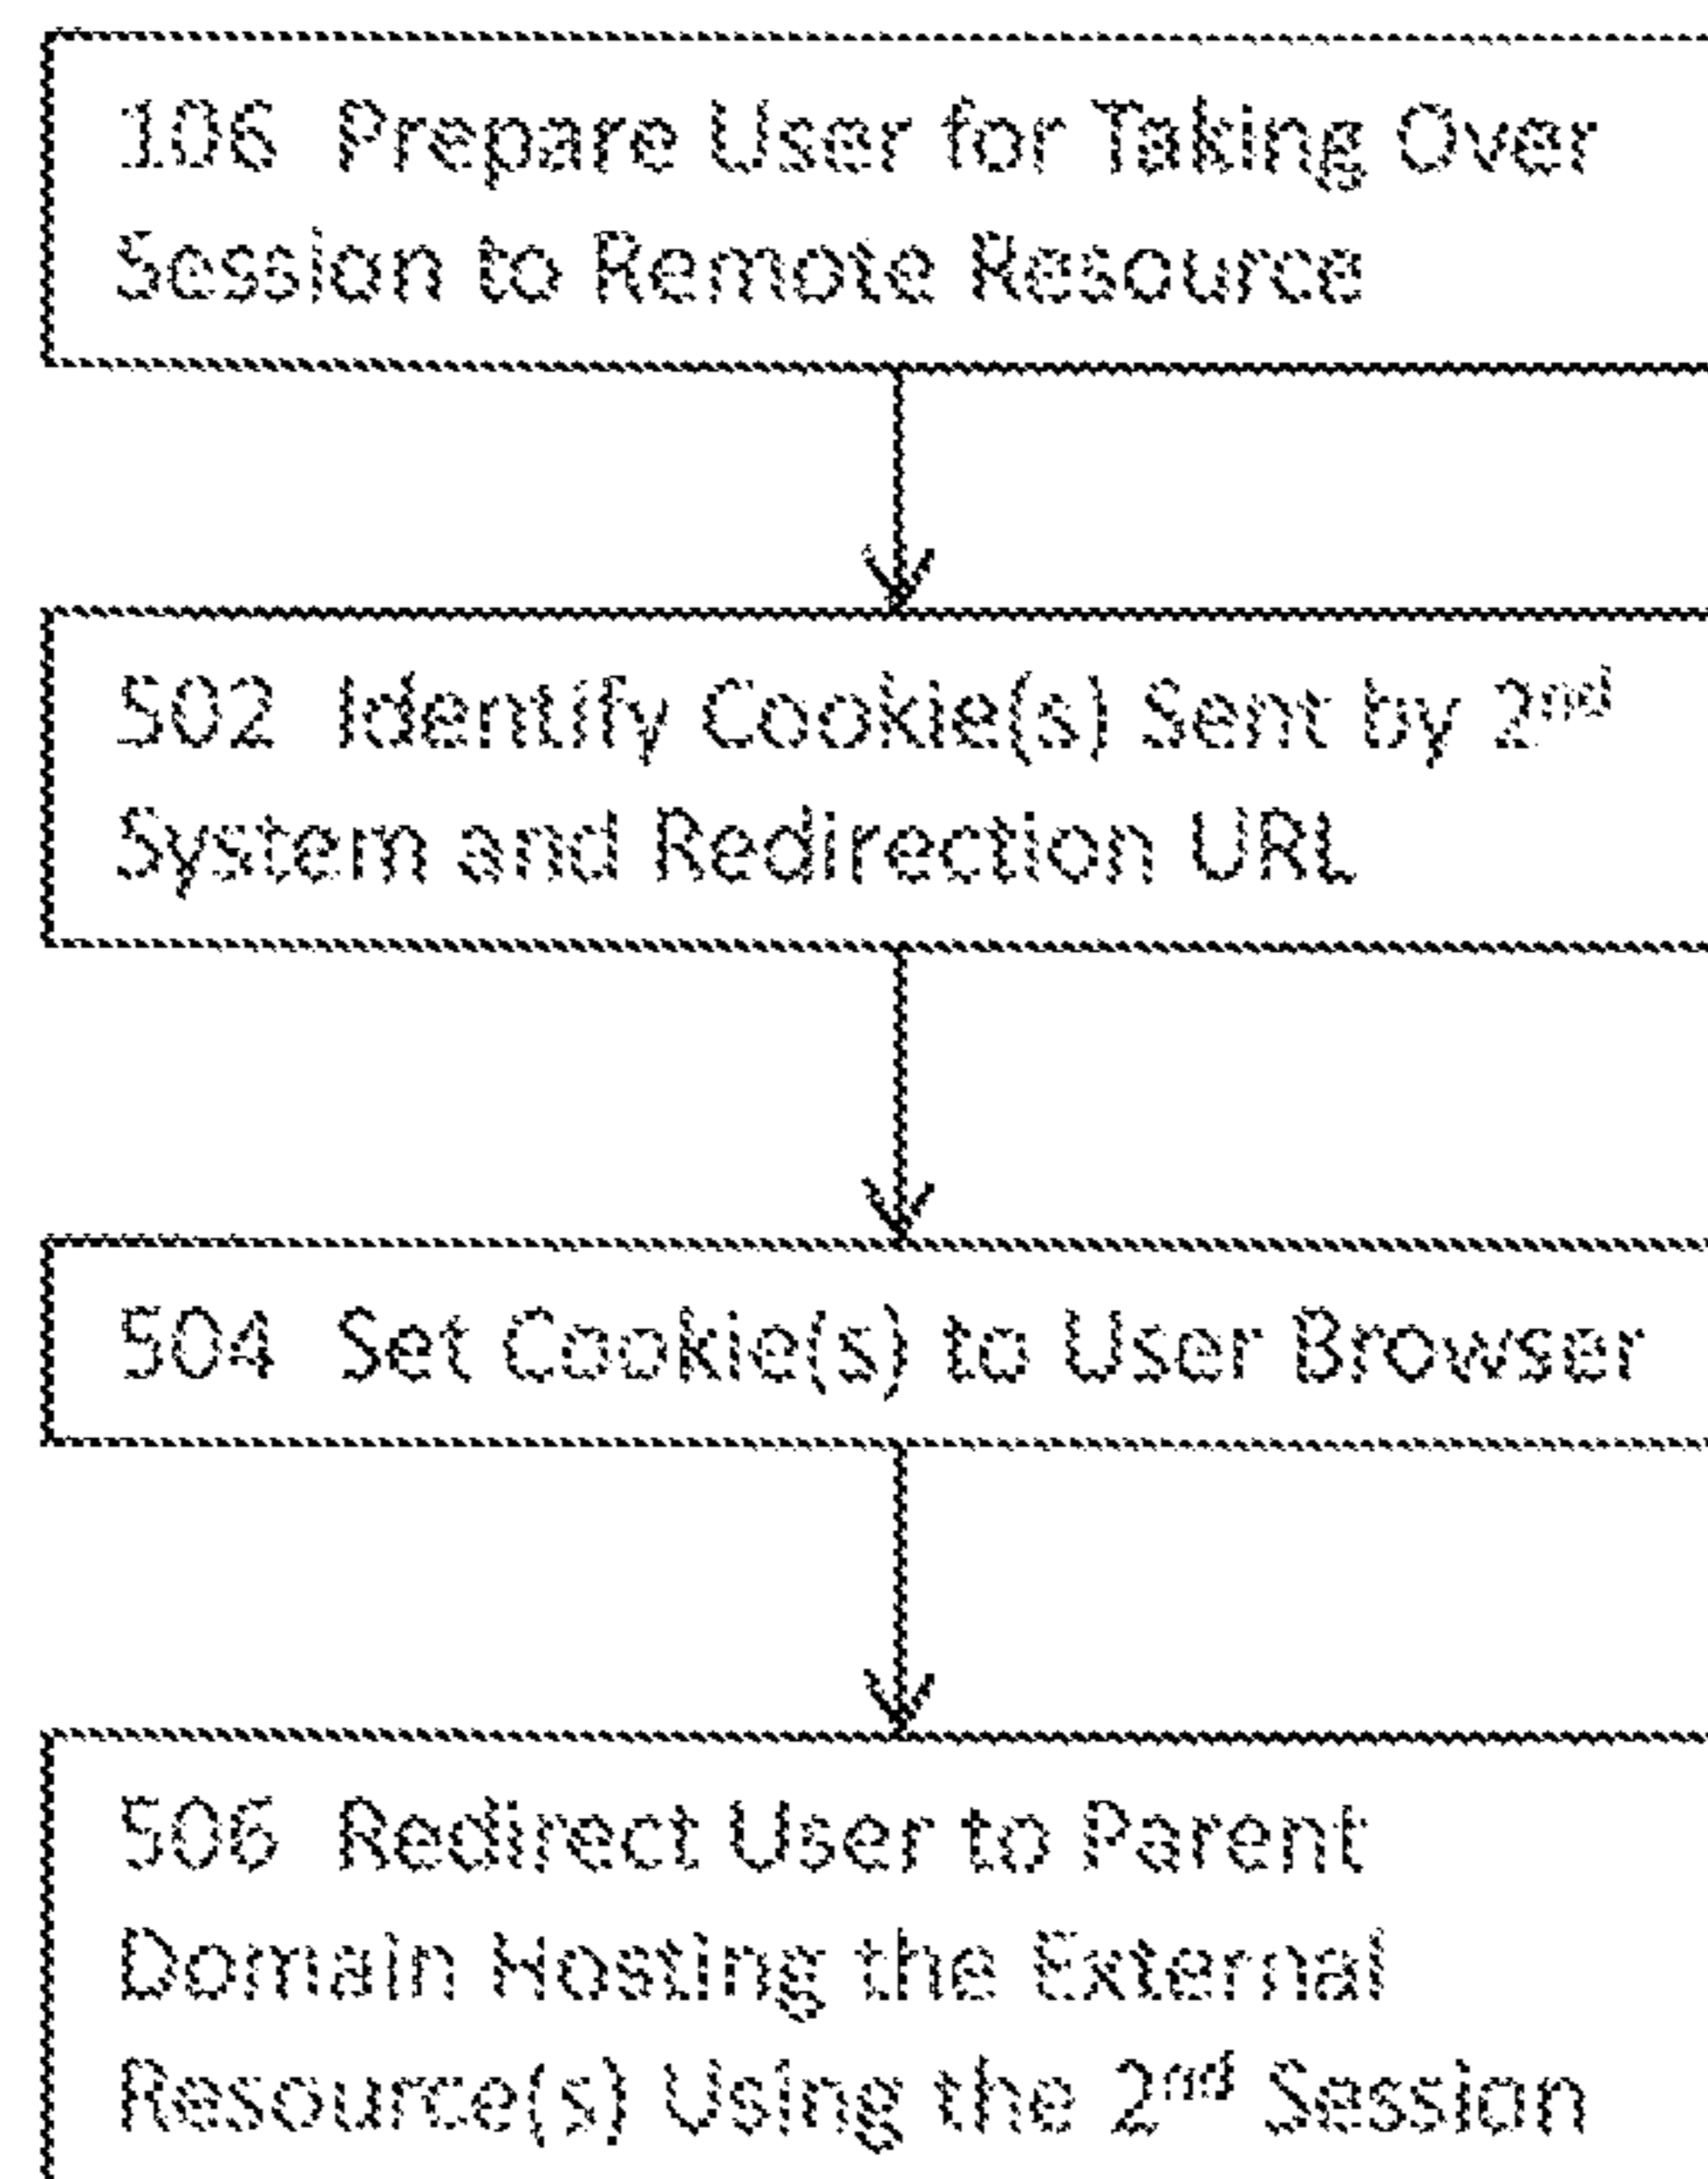 106 Prepare User for Taking Over
Session to Remote Resource
502 Identify Cookie(s) Sent by 2nd
System and Redirection URL
504 Set Cookie(s) to User Browser
506 Redirect User to Parent
Domain Hosting the External
Resource(s) Using the 2nd Session